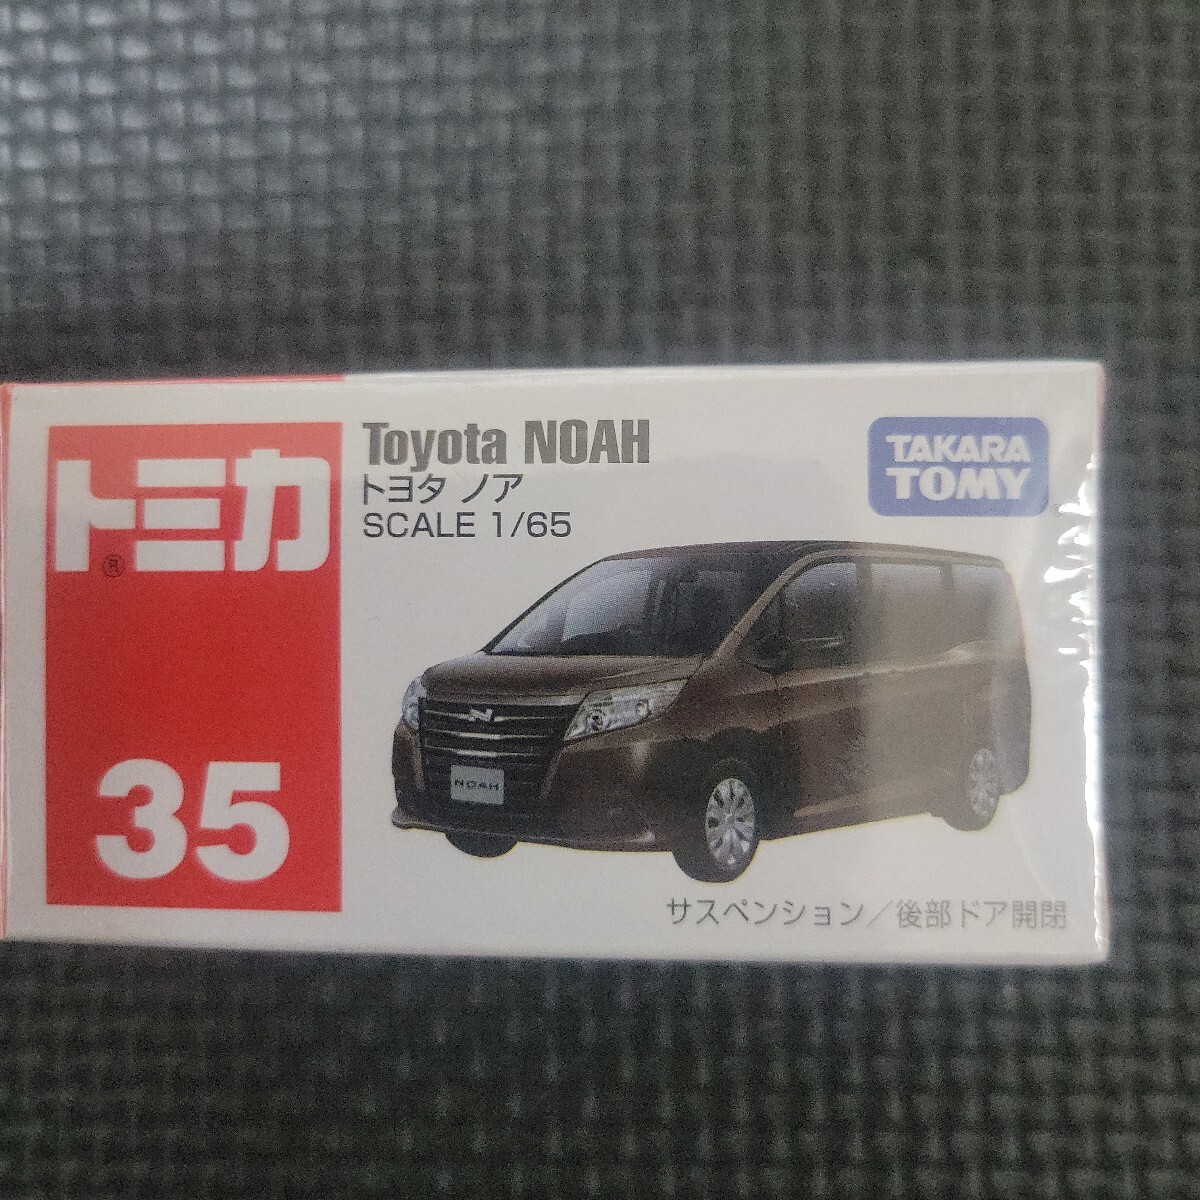 トミカ
®
35
Toyota NOAH
トヨタ ノア
SCALE 1/65
TAKARA
TOMY
N
NOAH
サスペンション/後部ドア開閉